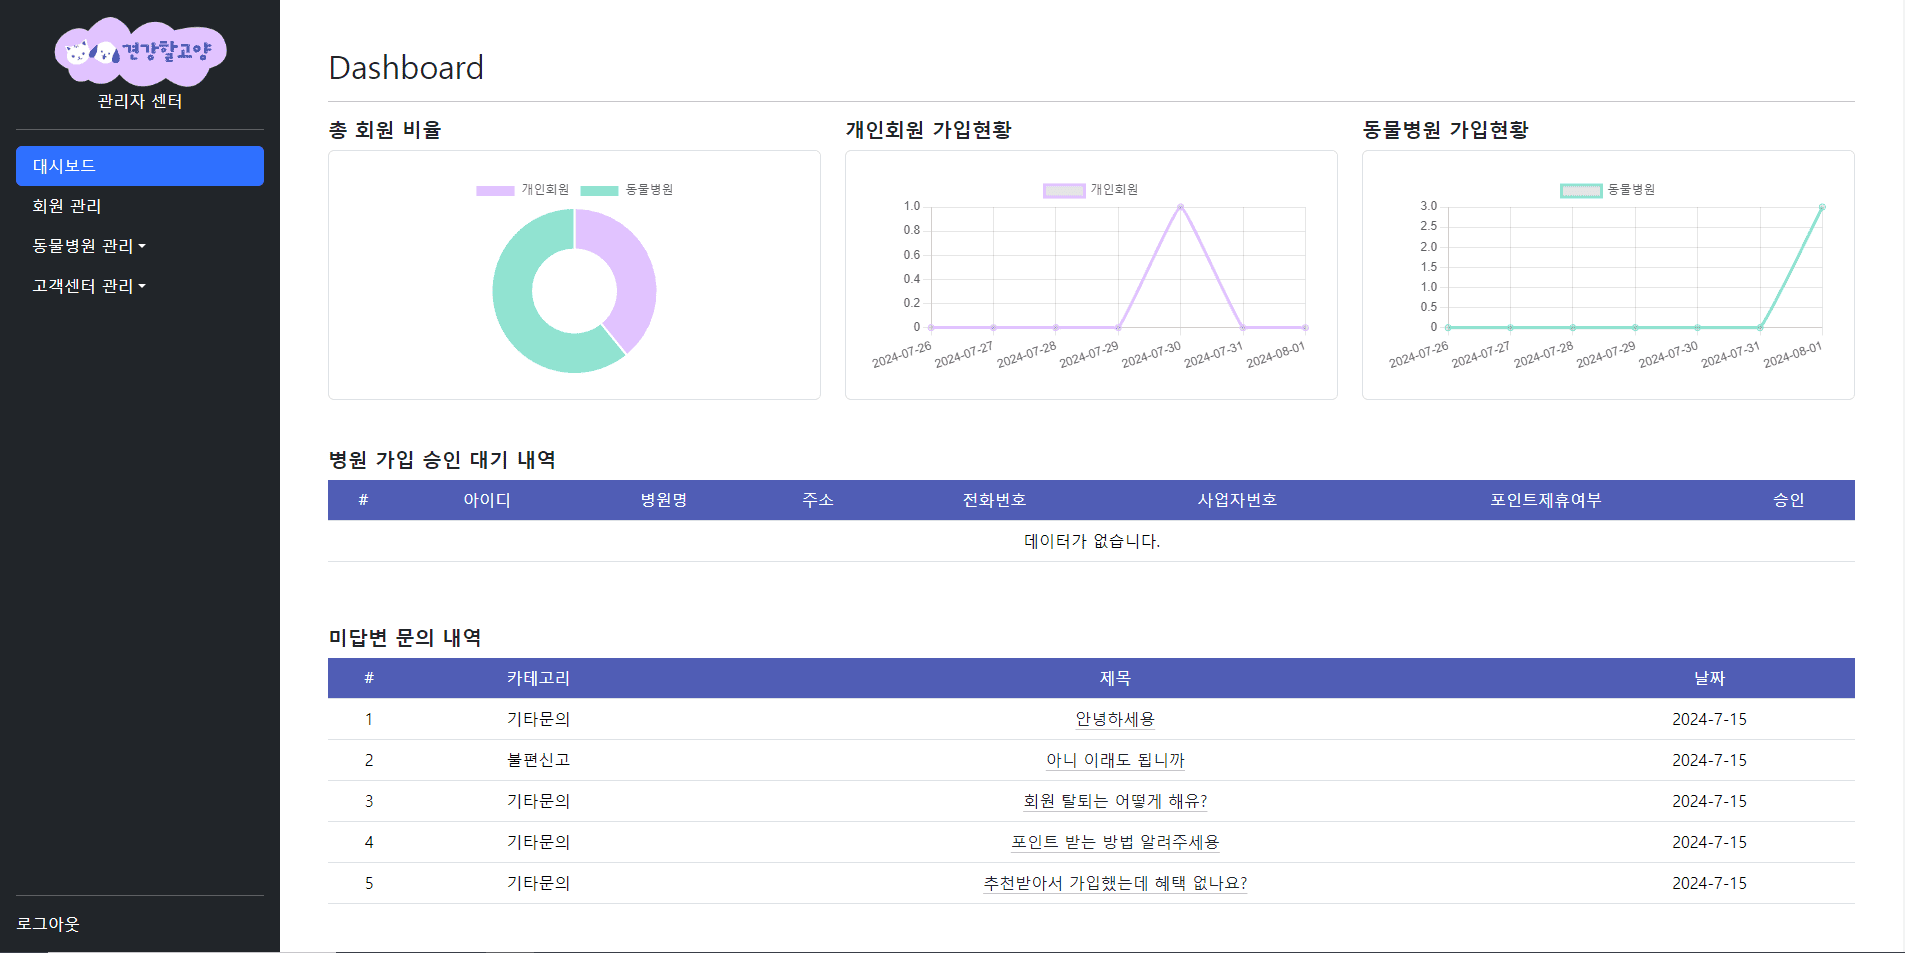 견강할고양
관리자 센터
대시보드
회원 관리
동물병원 관리
고객센터 관리
로그아웃
Dashboard
총 회원 비율
개인회원 동물병원
개인회원 가입현황
개인회원
1.0
0.8
0.6
0.4
0.2
0
2024-07-26 2024-07-27 2024-07-28 2024-07-29 2024-07-30 2024-07-31 2024-08-01
동물병원 가입현황
동물병원
3.0
2.5
2.0
1.5
1.0
0.5
0
2024-07-26 2024-07-27 2024-07-28 2024-07-29 2024-07-30 2024-07-31 2024-08-01
병원 가입 승인 대기 내역
# 아이디 병원명 주소 전화번호 사업자번호 포인트제휴여부 승인
데이터가 없습니다.
미답변 문의 내역
# 카테고리 제목 날짜
1 기타문의 안녕하세용 2024-7-15
2 불편신고 아니 이래도 됩니까 2024-7-15
3 기타문의 회원 탈퇴는 어떻게 해유? 2024-7-15
4 기타문의 포인트 받는 방법 알려주세용 2024-7-15
5 기타문의 추천받아서 가입했는데 혜택 없나요? 2024-7-15